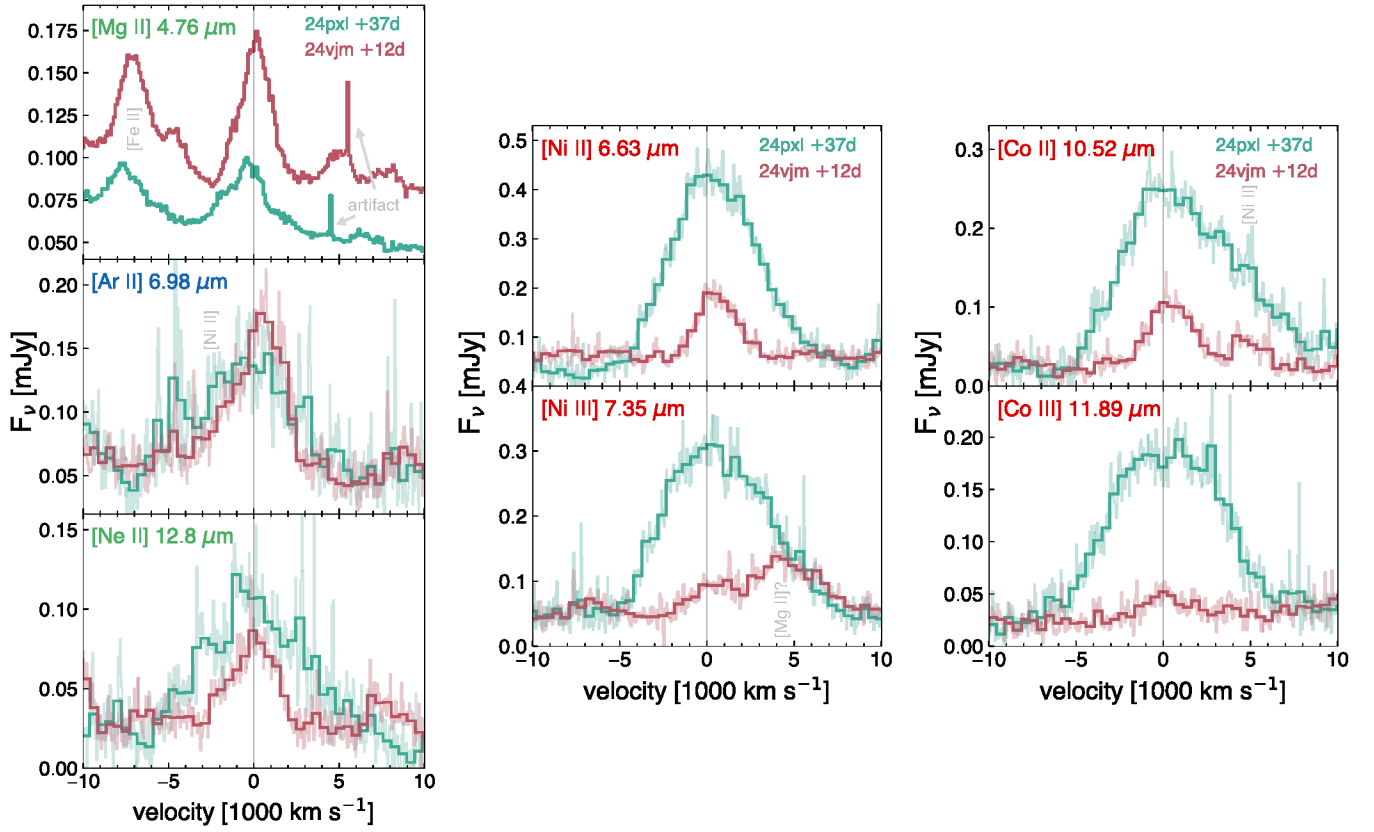 [Mg II] 4.76 μm
24pxl +37d
24vjm +12d
[Fe II]
artifact
0.175
0.150
0.125
0.100
0.075
0.050
[Ar II] 6.98 μm
[Ni II]
0.20
0.15
0.10
0.05
[Ne II] 12.8 μm
0.15
0.10
0.05
0.00
Fν [mJy]
−10 −5 0 5 10
velocity [1000 km s−1]
[Ni II] 6.63 μm
24pxl +37d
24vjm +12d
0.5
0.4
0.3
0.2
0.1
0.4
[Ni III] 7.35 μm
[Mg II]?
0.3
0.2
0.1
0.0
Fν [mJy]
−10 −5 0 5 10
velocity [1000 km s−1]
[Co II] 10.52 μm
24pxl +37d
24vjm +12d
[Ni II]
0.3
0.2
0.1
0.0
[Co III] 11.89 μm
0.20
0.15
0.10
0.05
0.00
Fν [mJy]
−10 −5 0 5 10
velocity [1000 km s−1]